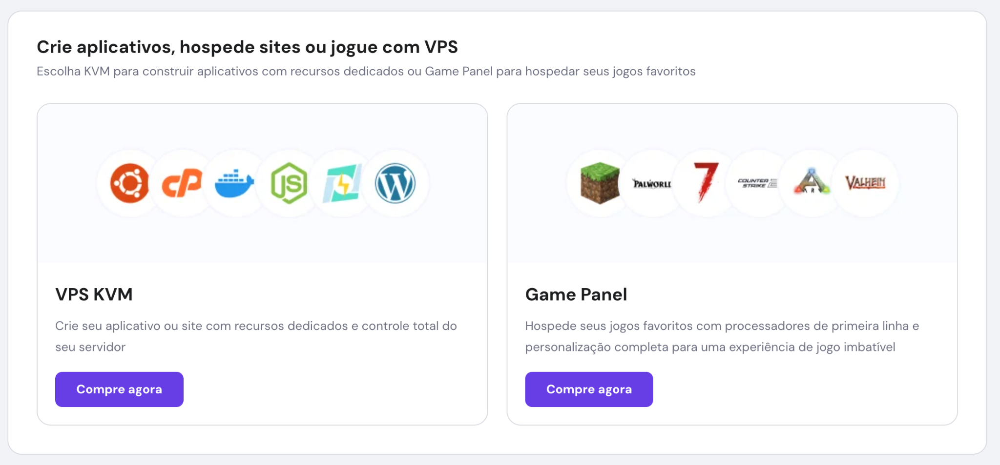 Crie aplicativos, hospede sites ou jogue com VPS
Escolha KVM para construir aplicativos com recursos dedicados ou Game Panel para hospedar seus jogos favoritos
cP
JS
W
PALWORLD
7
COUNTER
STRIKE
ARK
VALHEIM
VPS KVM
Crie seu aplicativo ou site com recursos dedicados e controle total do
seu servidor
Compre agora
Game Panel
Hospede seus jogos favoritos com processadores de primeira linha e
personalização completa para uma experiência de jogo imbatível
Compre agora